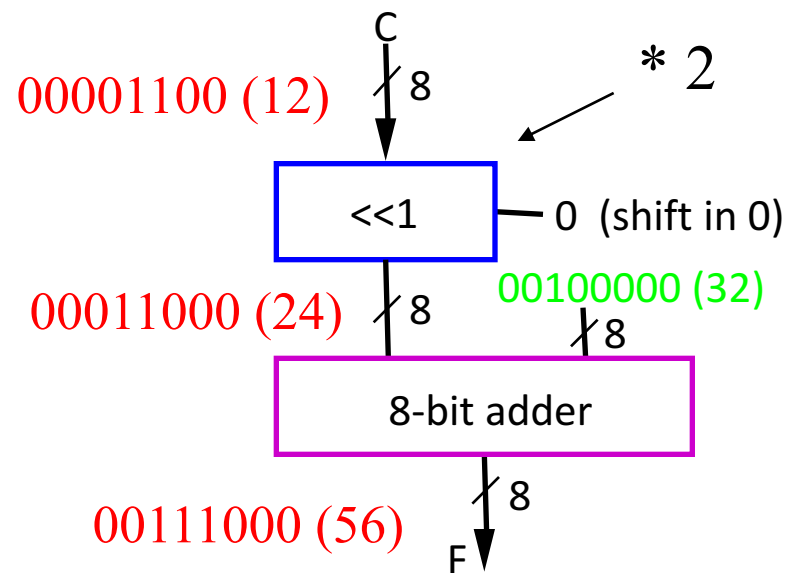 C
* 2
00001100 (12)
8
<<1
0 (shift in 0)
00100000 (32)
00011000 (24)
8
8
8-bit adder
8
00111000 (56)
F